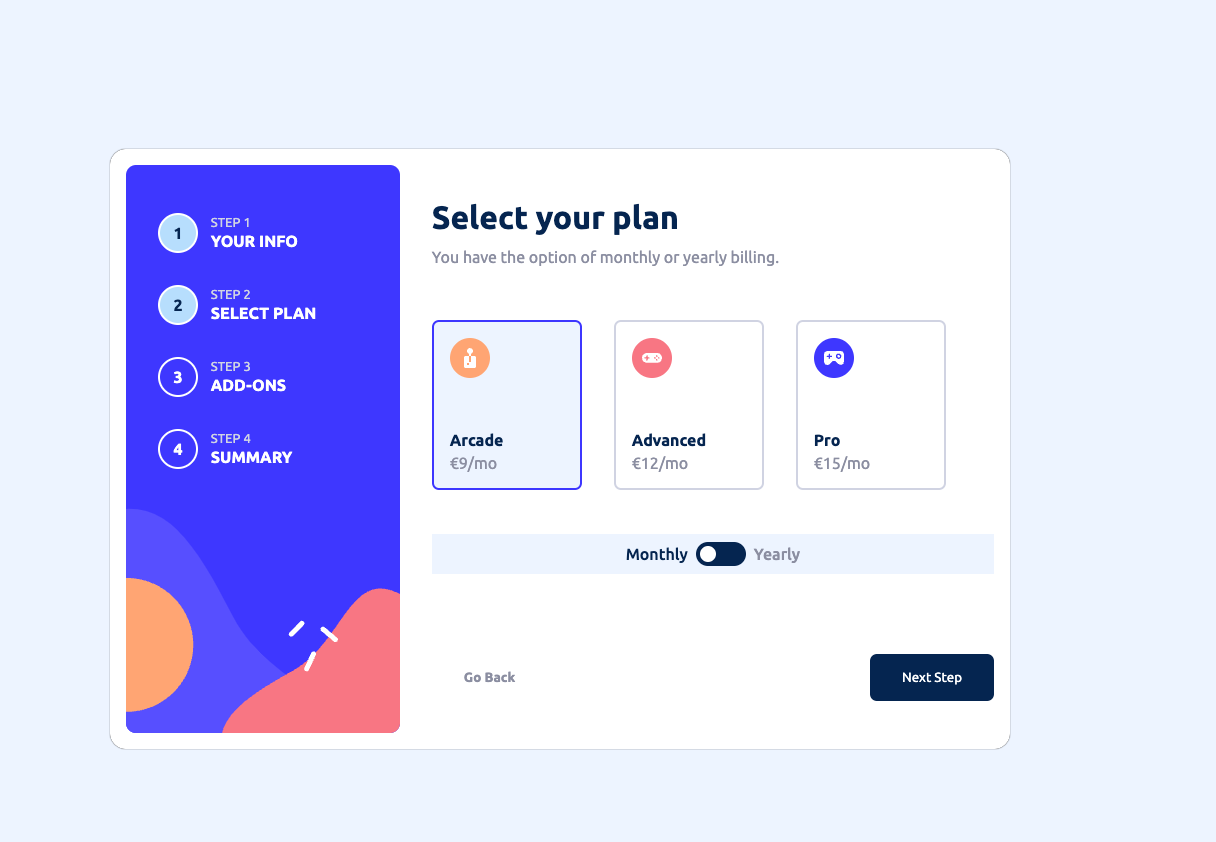 1
STEP 1
YOUR INFO
2
STEP 2
SELECT PLAN
3
STEP 3
ADD-ONS
4
STEP 4
SUMMARY
Select your plan
You have the option of monthly or yearly billing.
Arcade
€9/mo
Advanced
€12/mo
Pro
€15/mo
Monthly Yearly
Go Back
Next Step